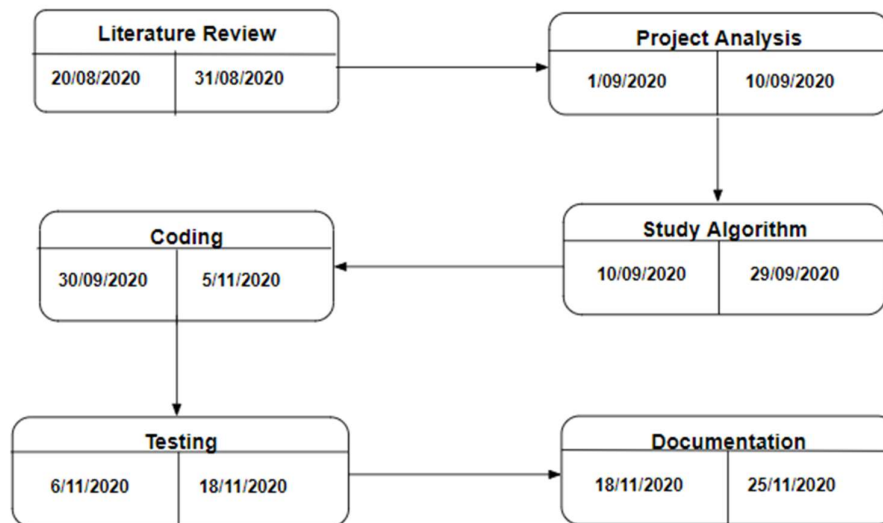 Literature Review
20/08/2020 31/08/2020
Project Analysis
1/09/2020 10/09/2020
Study Algorithm
10/09/2020 29/09/2020
Coding
30/09/2020 5/11/2020
Testing
6/11/2020 18/11/2020
Documentation
18/11/2020 25/11/2020